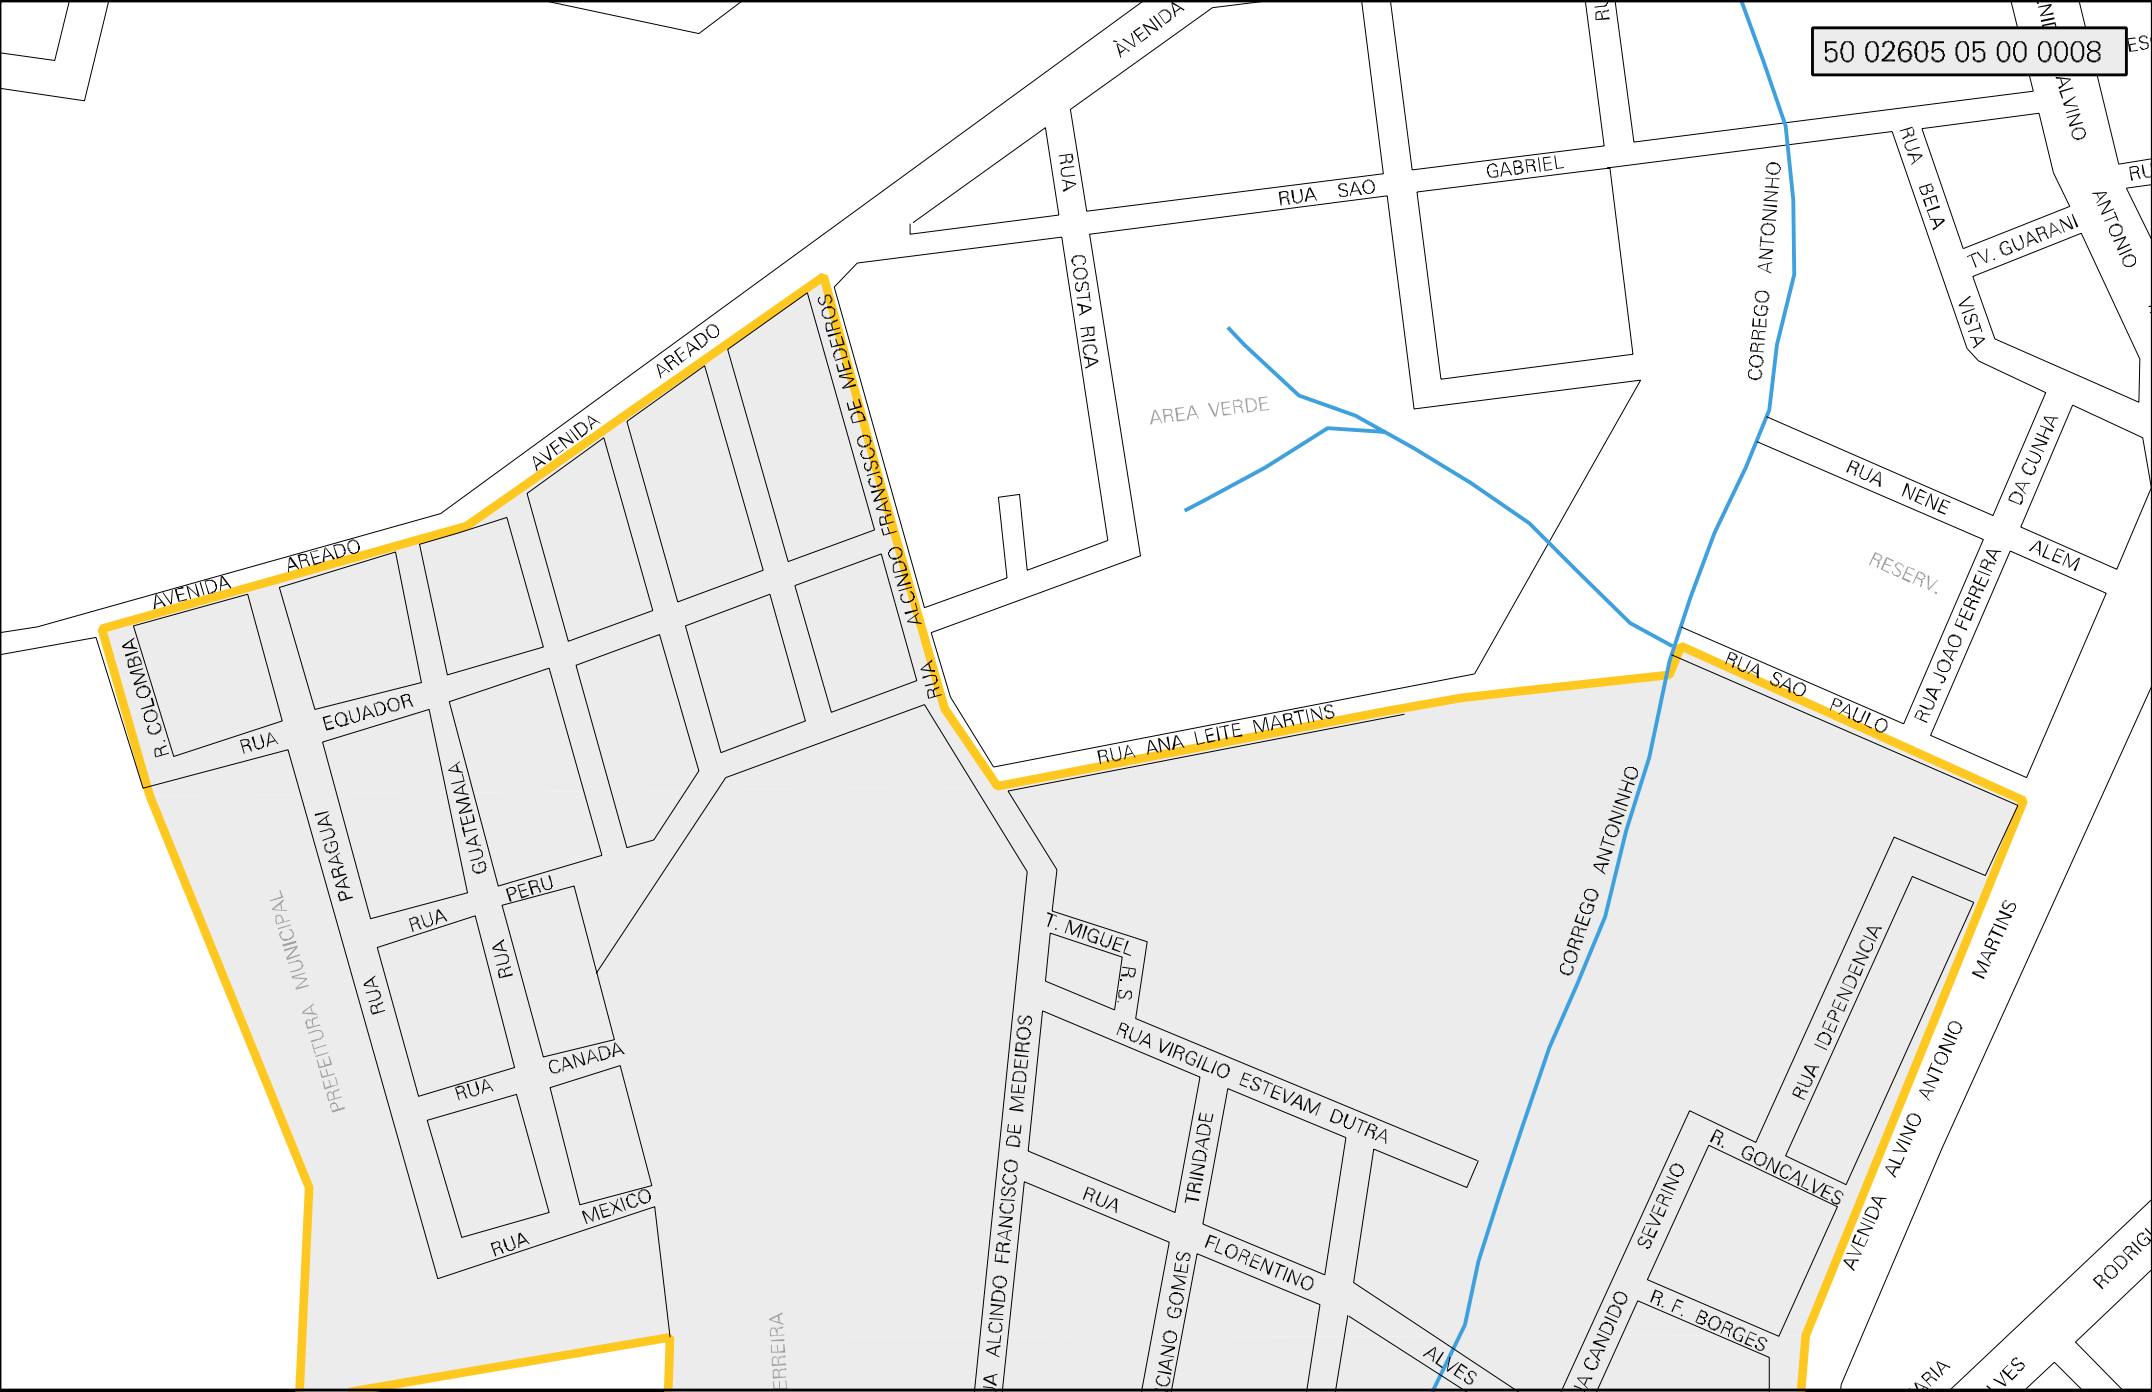 AVENIDA
50 02605 05 00 0008
ALVINO
ANTONIO
RUA
RUA SAO GABRIEL
COSTA RICA
RUA BELA VISTA
TV. GUARANI
CORREGO ANTONINHO
AREA VERDE
AVENIDA AREADO
AVENIDA AREADO
RUA ALCINDO FRANCISCO DE MEDEIROS
RUA NENE
DA CUNHA
ALEM
RESERV.
RUA JOAO FERREIRA
RUA SAO PAULO
R. COLOMBIA
RUA EQUADOR
RUA ANA LEITE MARTINS
RUA PARAGUAI
RUA GUATEMALA
RUA PERU
PREFEITURA MUNICIPAL
RUA CANADA
RUA MEXICO
CORREGO ANTONINHO
T. MIGUEL
R. S.
RUA VIRGILIO ESTEVAM DUTRA
ALCINDO FRANCISCO DE MEDEIROS
TRINDADE
GOMES
RUA FLORENTINO ALVES
RUA IDEPENDENCIA
AVENIDA ALVINO ANTONIO MARTINS
R. GONCALVES
SEVERINO
CANDIDO
R. F. BORGES